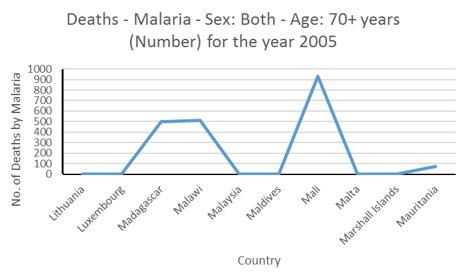 Deaths - Malaria - Sex: Both - Age: 70+ years
(Number) for the year 2005
No. of Deaths by Malaria
1000
900
800
700
600
500
400
300
200
100
0
Lithuania
Luxembourg
Madagascar
Malawi
Malaysia
Maldives
Mali
Malta
Marshall Islands
Mauritania
Country